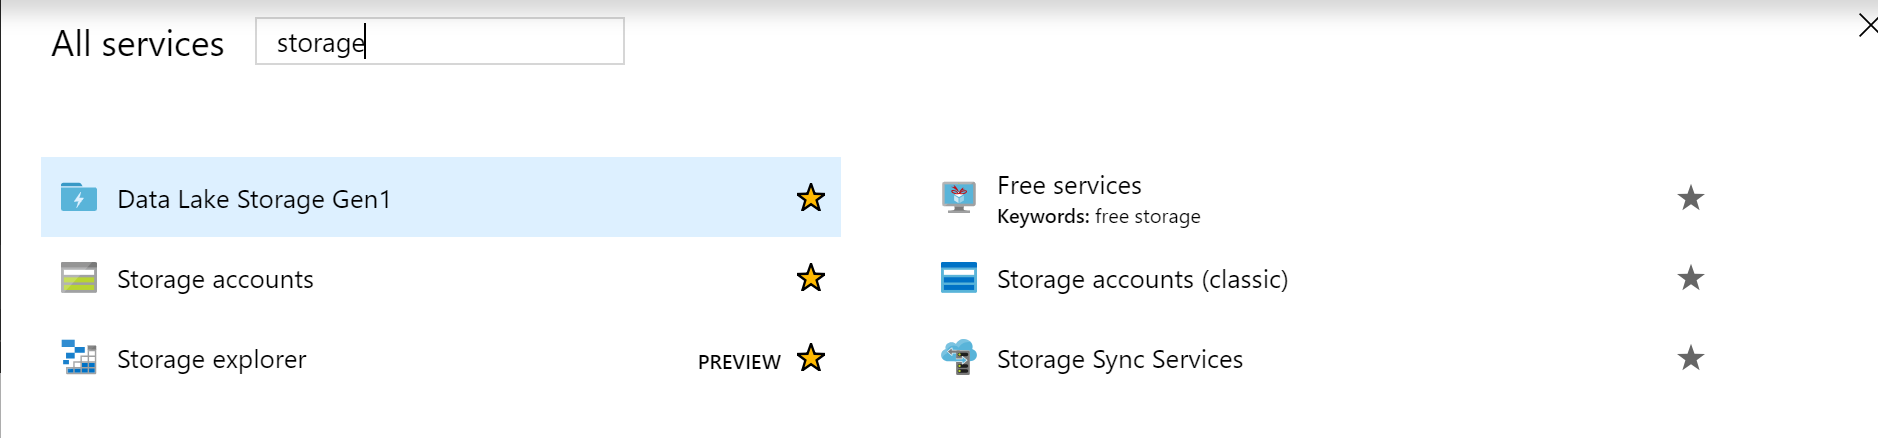 All services
storage
Data Lake Storage Gen1
Free services
Keywords: free storage
Storage accounts
Storage accounts (classic)
Storage explorer
PREVIEW
Storage Sync Services